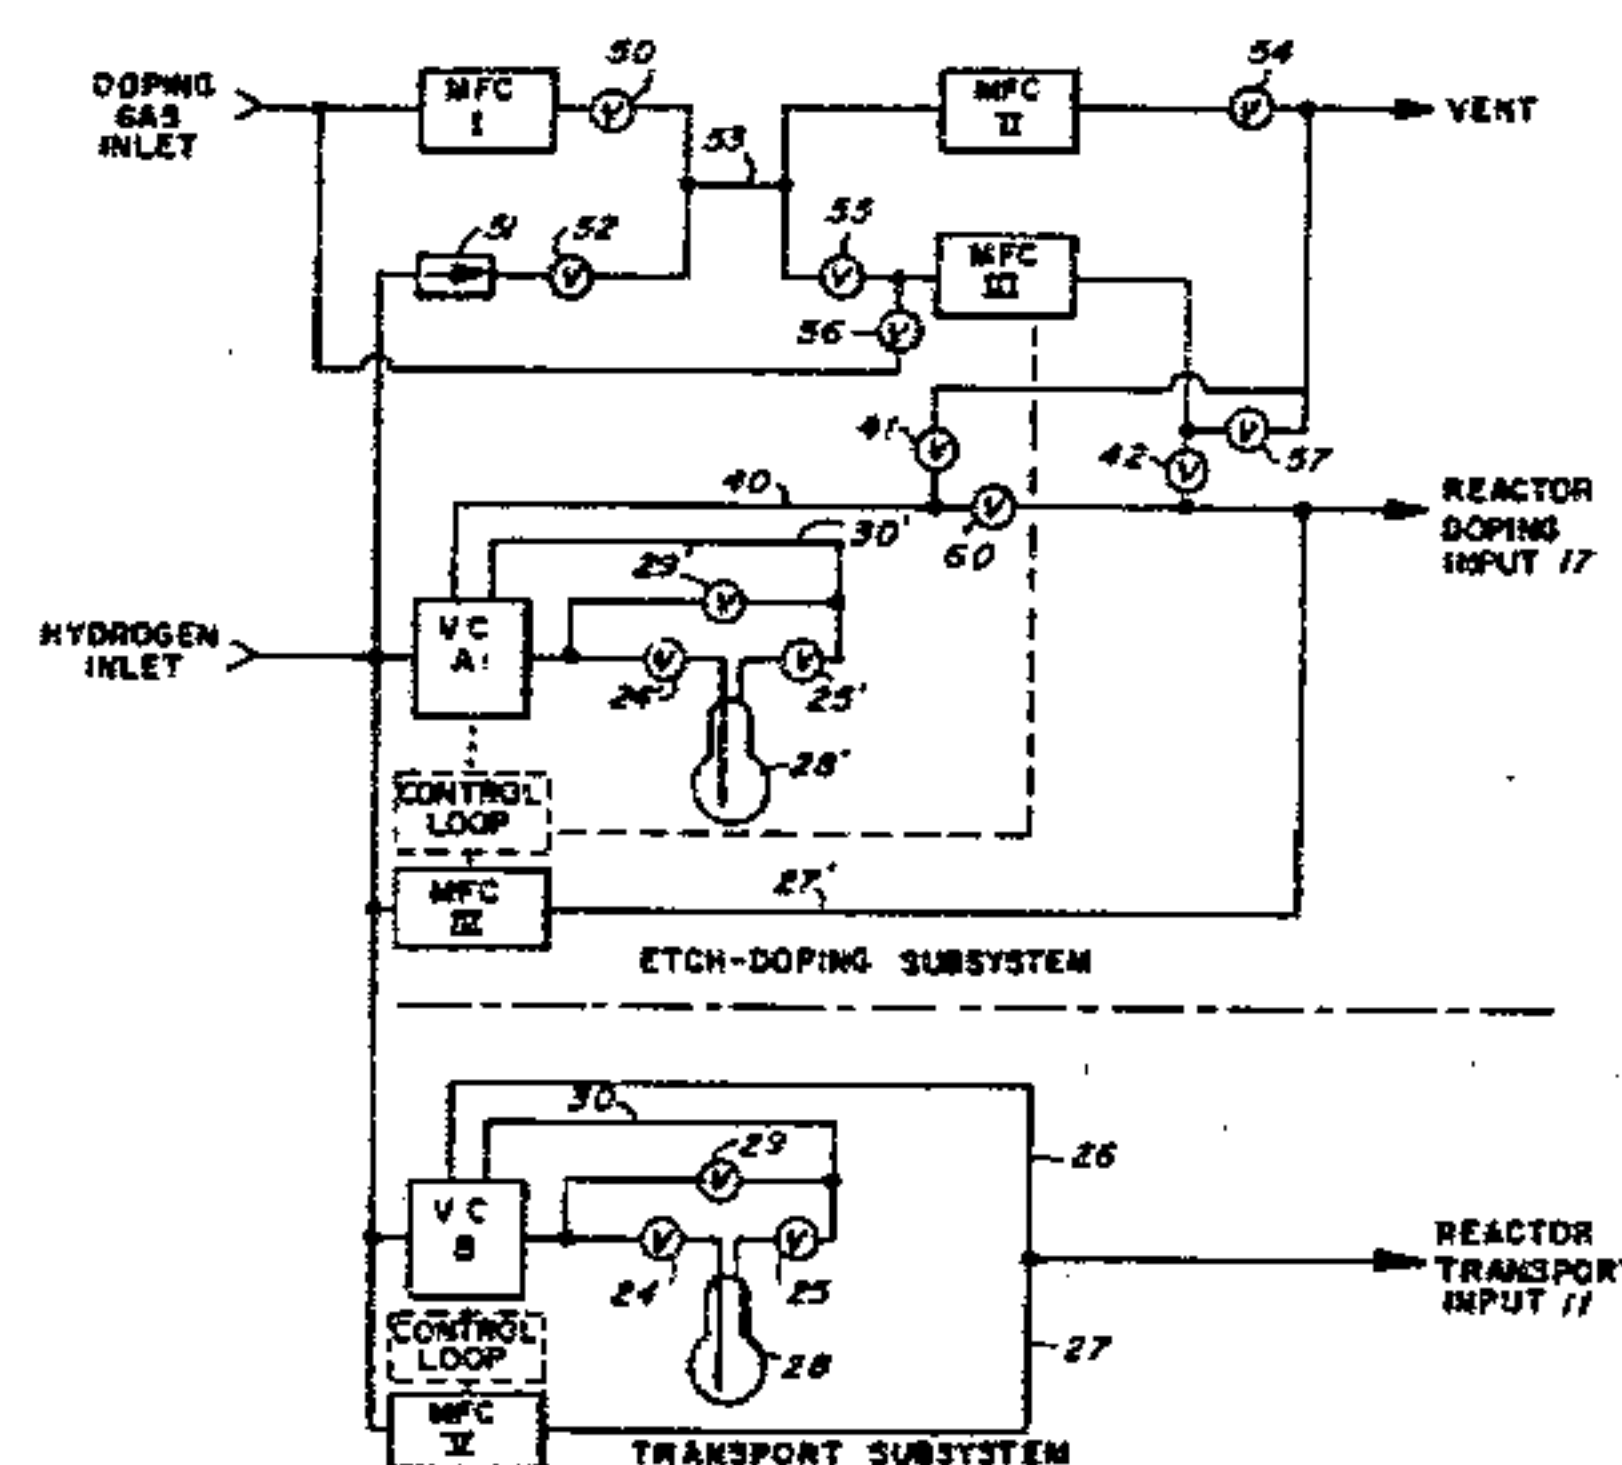 50
54
DOPING
GAS
INLET
MFC
I
MFC
II
VENT
V
V
53
51
52
55
V
V
MFC
III
56
V
41
V
42
V
V
57
40
30'
V
60
REACTOR
DOPING
INPUT 17
29'
V
HYDROGEN
INLET
VC
A
V
V
24'
25'
28'
CONTROL
LOOP
27'
MFC
IV
ETCH-DOPING SUBSYSTEM
30
29
V
26
VC
B
V
V
24
25
REACTOR
TRANSPORT
INPUT 11
CONTROL
LOOP
28
27
MFC
V
TRANSPORT SUBSYSTEM